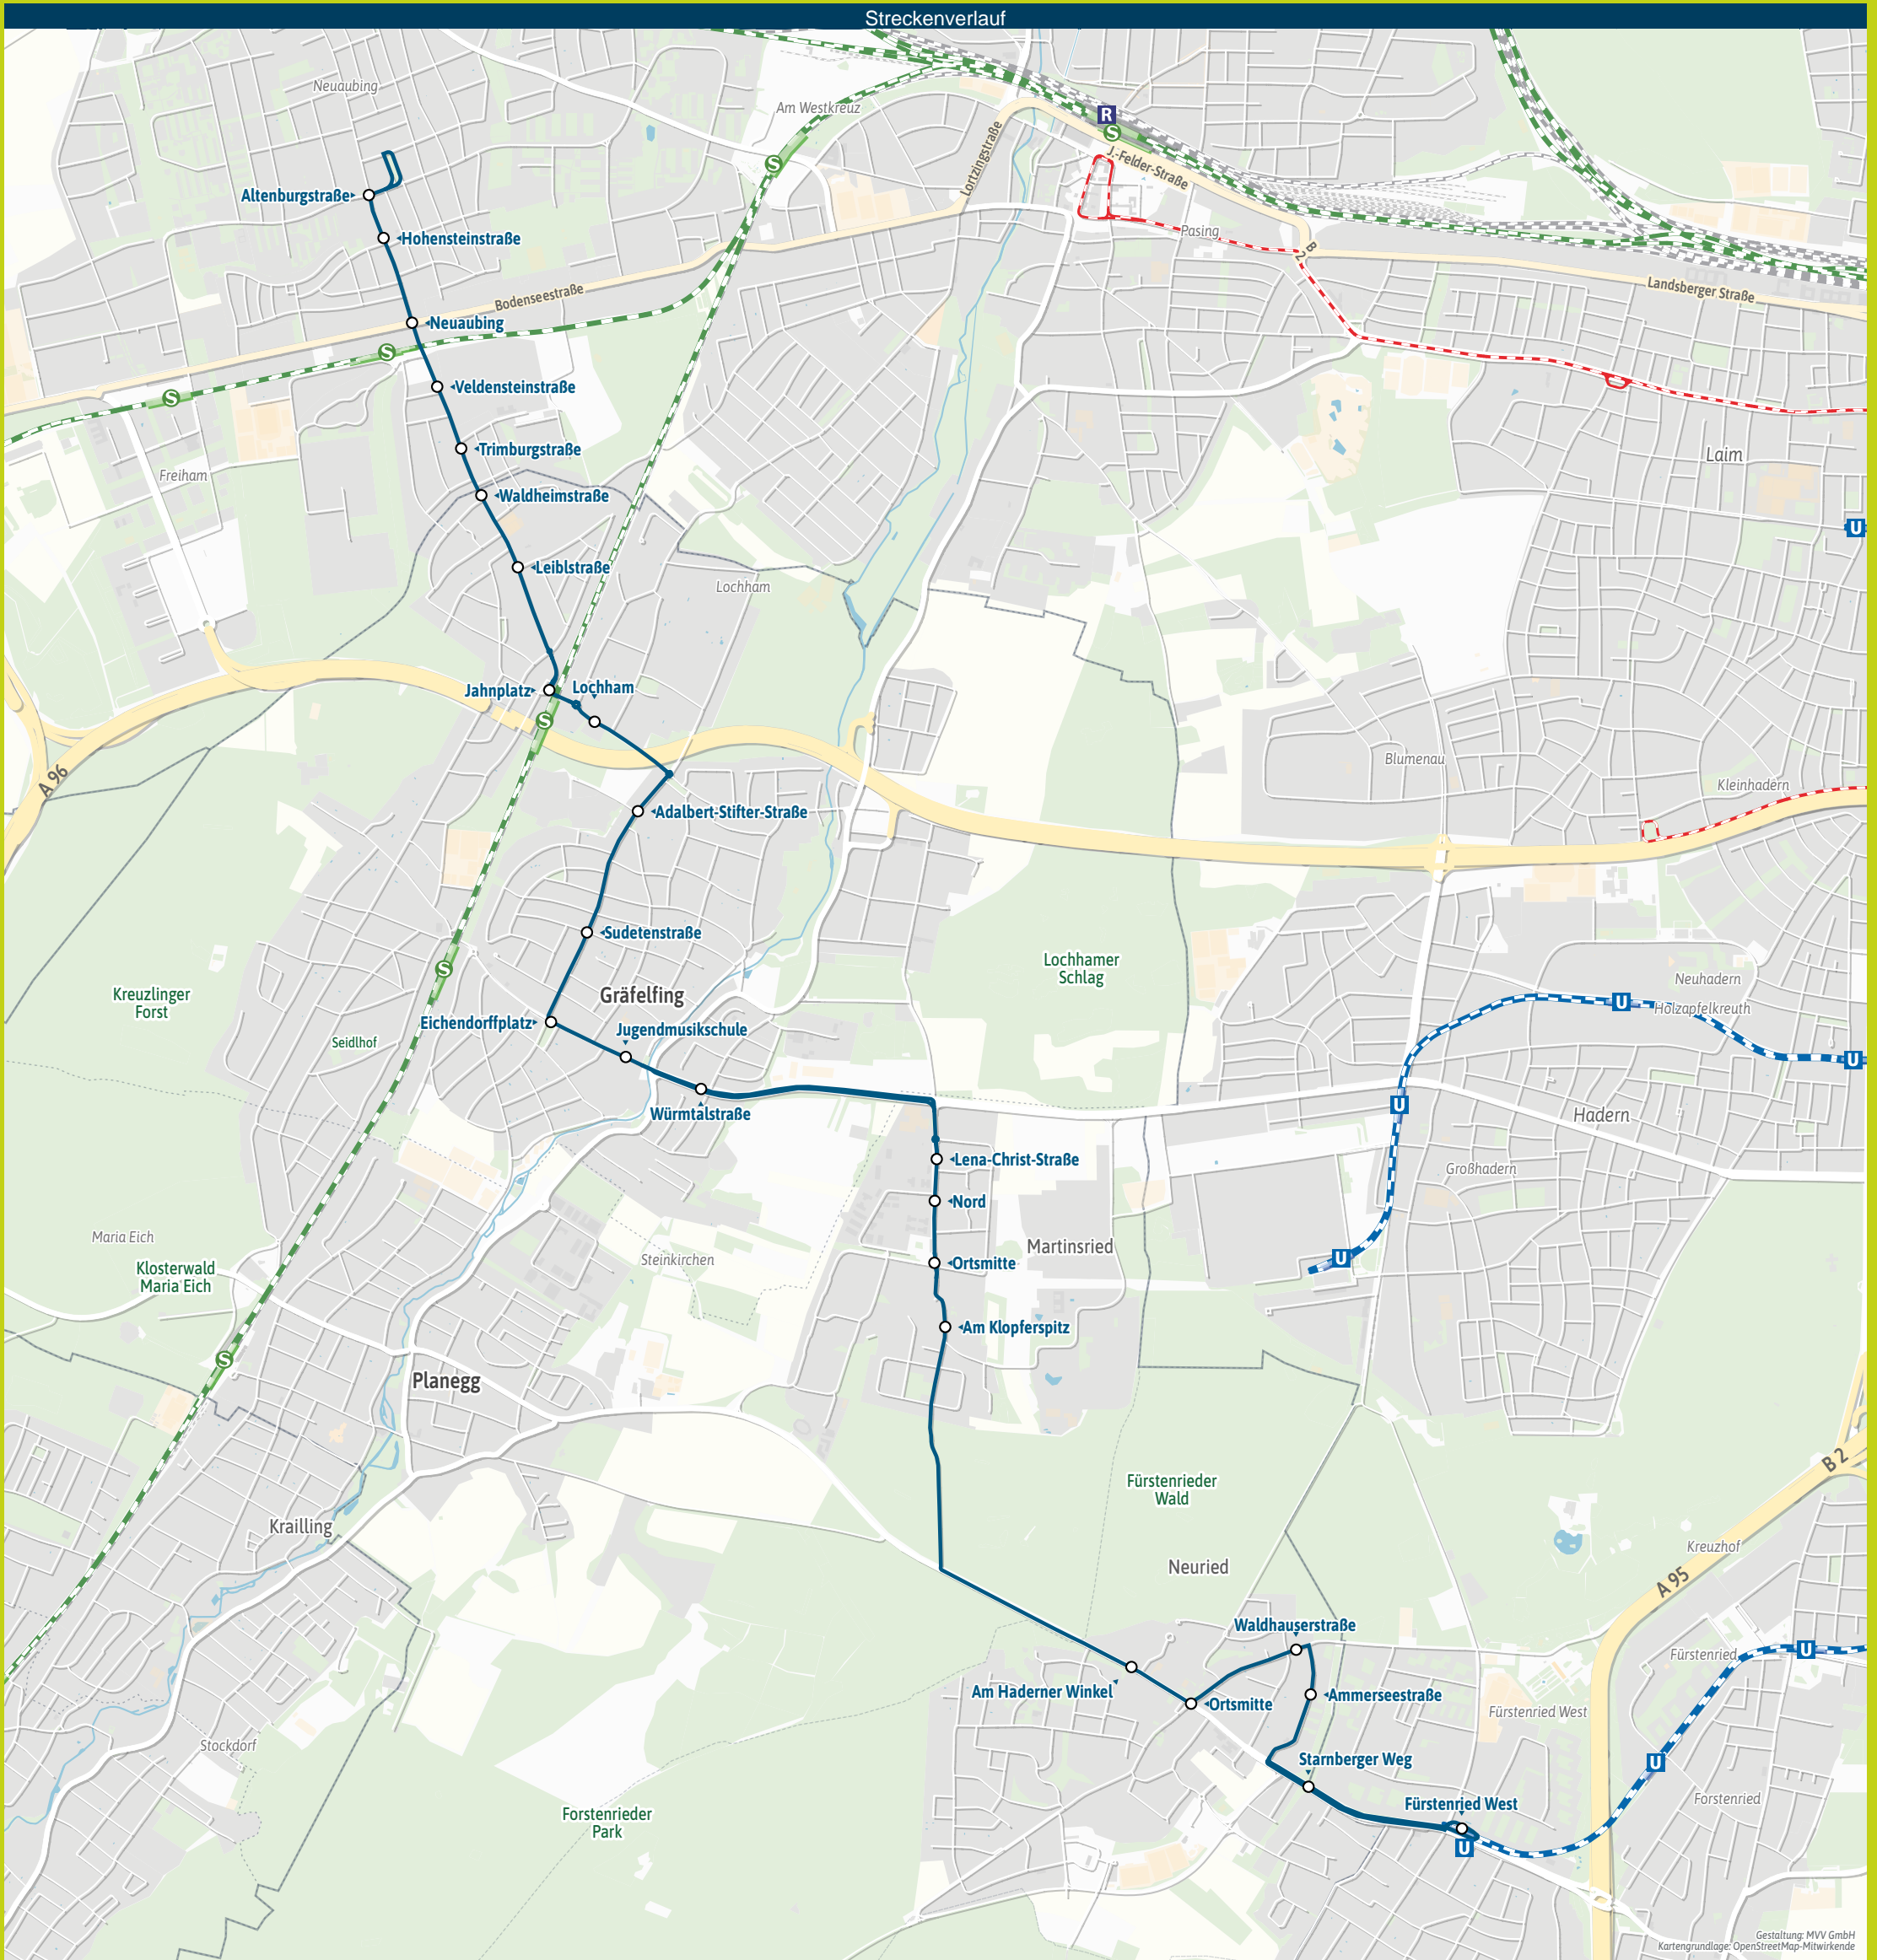 Streckenverlauf
Neuaubing
Am Westkreuz
R
S
J.-Felder-Straße
Lortzingstraße
S
Altenburgstraße
Hohensteinstraße
Pasing
B 2
Bodenseestraße
Landsberger Straße
Neuaubing
S
Veldensteinstraße
S
Trimburgstraße
Laim
Freiham
Waldheimstraße
U
Leiblstraße
Lochham
Jahnplatz
Lochham
S
A 96
Blumenau
Kleinhadern
Adalbert-Stifter-Straße
Sudetenstraße
Lochhamer
Schlag
S
Neuhadern
Kreuzlinger
Forst
Gräfelfing
U
Holzapfelkreuth
Eichendorffplatz
Jugendmusikschule
Seidlhof
U
Würmtalstraße
U
Hadern
Lena-Christ-Straße
Großhadern
Nord
Maria Eich
Martinsried
Steinkirchen
Ortsmitte
U
Klosterwald
Maria Eich
Am Klopferspitz
S
Planegg
B 2
Fürstenrieder
Wald
Krailling
Kreuzhof
Neuried
A 95
Waldhauserstraße
Fürstenried
U
Am Haderner Winkel
Ortsmitte
Ammerseestraße
Fürstenried West
Stockdorf
Starnberger Weg
U
Fürstenried West
Forstenried
Forstenrieder
Park
U
Gestaltung: MVV GmbH
Kartengrundlage: OpenStreetMap-Mitwirkende